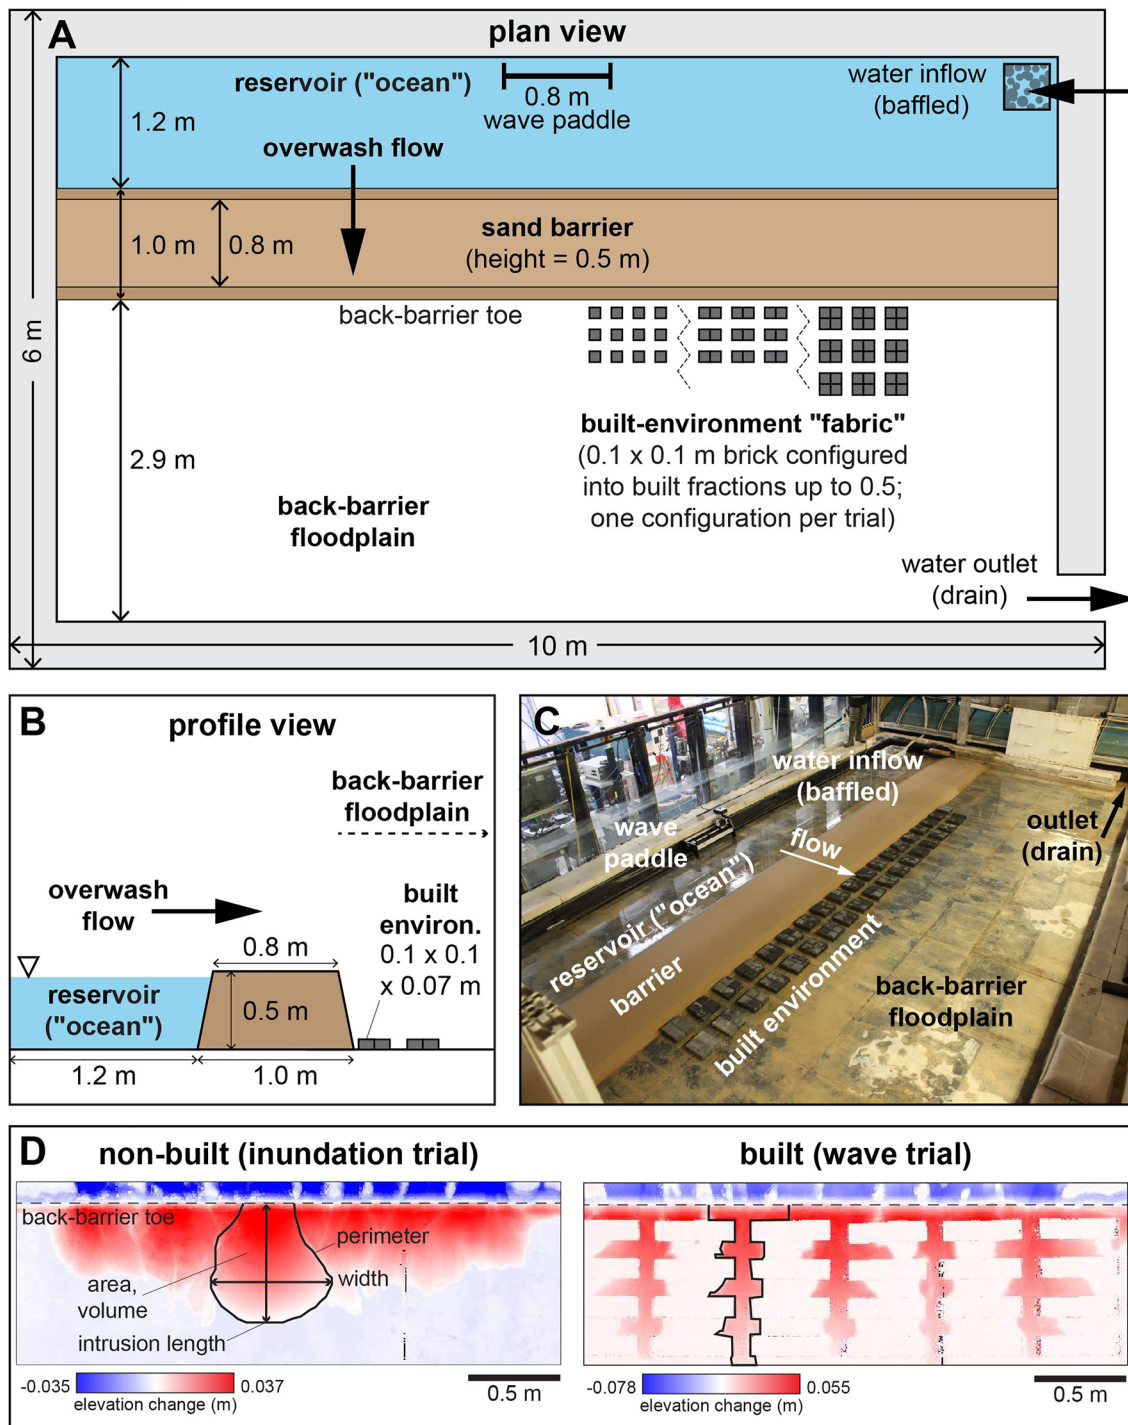 A
plan view
reservoir ("ocean")
0.8 m
wave paddle
water inflow
(baffled)
1.2 m
overwash flow
1.0 m
0.8 m
sand barrier
(height = 0.5 m)
back-barrier toe
6 m
built-environment "fabric"
(0.1 x 0.1 m brick configured
into built fractions up to 0.5;
one configuration per trial)
2.9 m
back-barrier
floodplain
water outlet
(drain)
10 m
B
profile view
back-barrier
floodplain
overwash
flow
built
environ.
0.1 x 0.1
x 0.07 m
0.8 m
reservoir
("ocean")
0.5 m
1.2 m
1.0 m
C
water inflow
(baffled)
wave
paddle
flow
outlet
(drain)
reservoir ("ocean")
barrier
built environment
back-barrier
floodplain
D
non-built (inundation trial)
back-barrier toe
perimeter
area,
volume
width
intrusion length
-0.035
0.037
elevation change (m)
0.5 m
built (wave trial)
-0.078
0.055
elevation change (m)
0.5 m